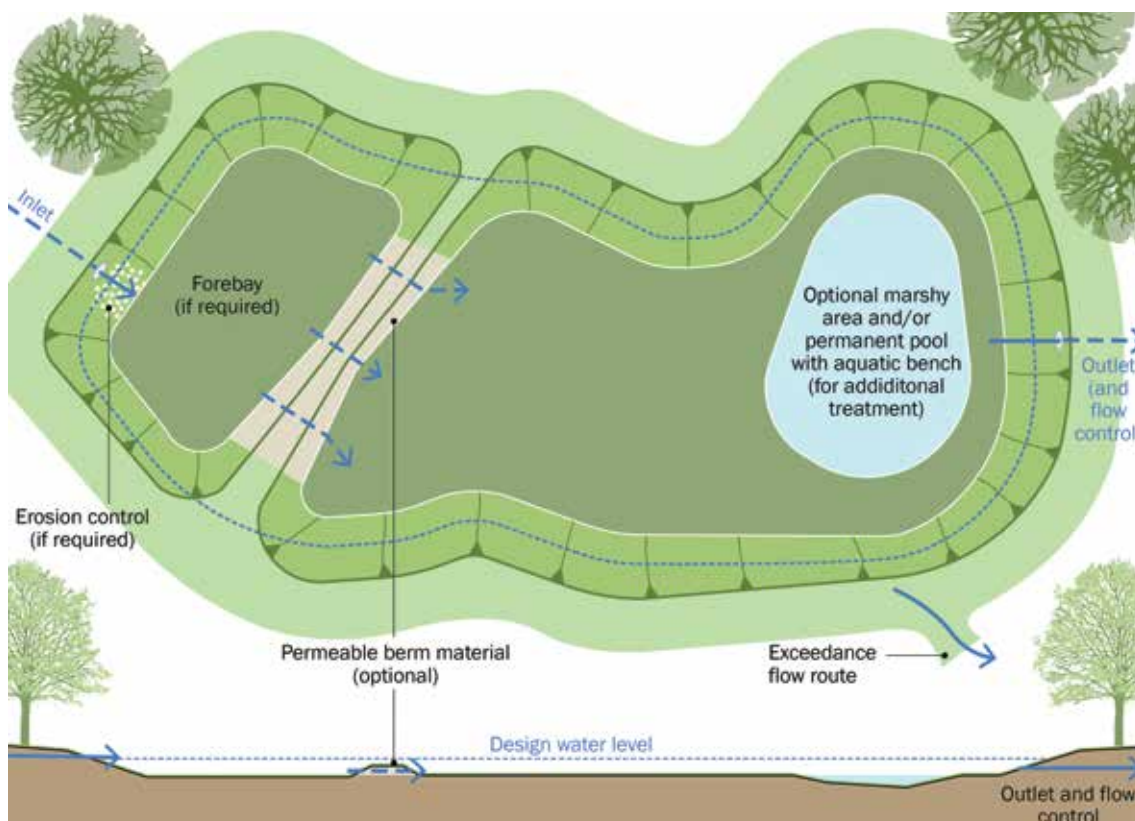 Inlet
Forebay
(if required)
Optional marshy
area and/or
permanent pool
with aquatic bench
(for addiditonal
treatment)
Outlet
(and
flow
control)
Erosion control
(if required)
Permeable berm material
(optional)
Exceedance
flow route
Design water level
Outlet and flow
control